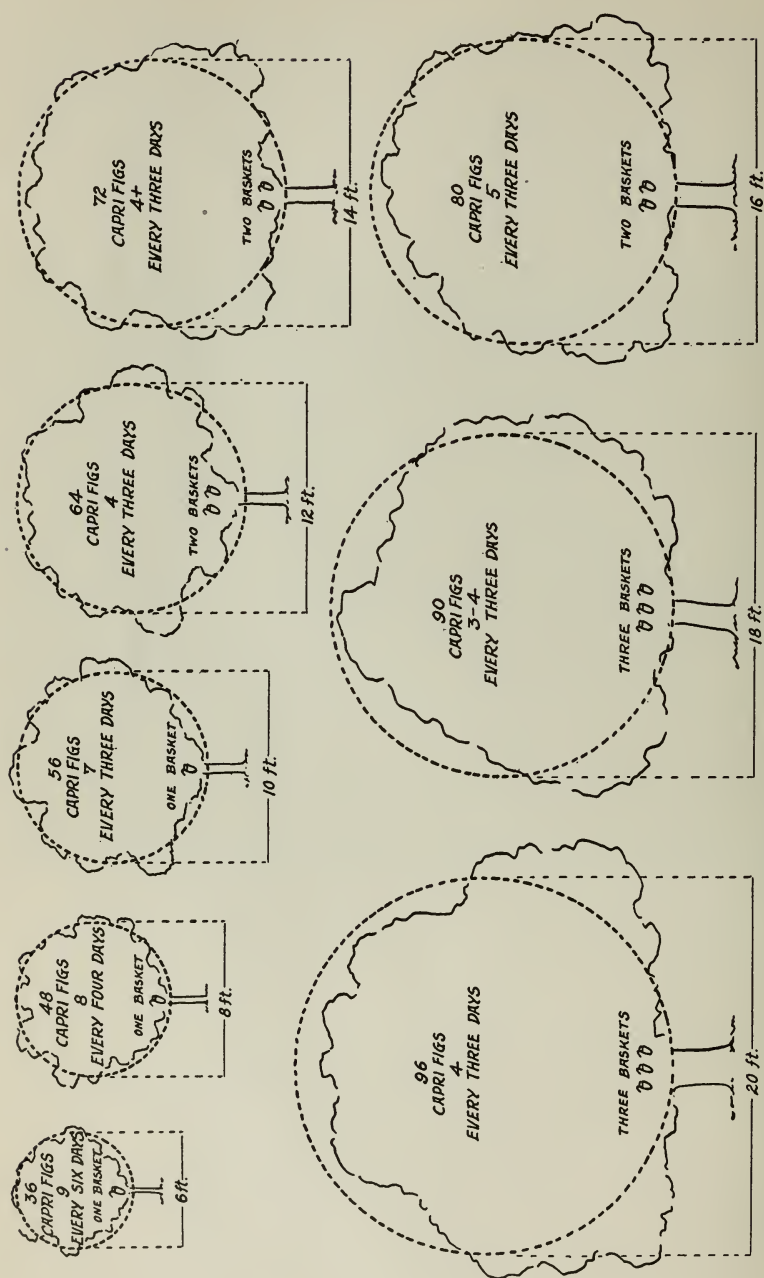 36
CAPRI FIGS
9
EVERY SIX DAYS
ONE BASKET
6 ft.
48
CAPRI FIGS
8
EVERY FOUR DAYS
ONE BASKET
8 ft.
56
CAPRI FIGS
7
EVERY THREE DAYS
ONE BASKET
10 ft.
64
CAPRI FIGS
4
EVERY THREE DAYS
TWO BASKETS
12 ft.
72
CAPRI FIGS
4+
EVERY THREE DAYS
TWO BASKETS
14 ft.
96
CAPRI FIGS
4
EVERY THREE DAYS
THREE BASKETS
20 ft.
90
CAPRI FIGS
3-4
EVERY THREE DAYS
THREE BASKETS
18 ft.
80
CAPRI FIGS
5
EVERY THREE DAYS
TWO BASKETS
16 ft.